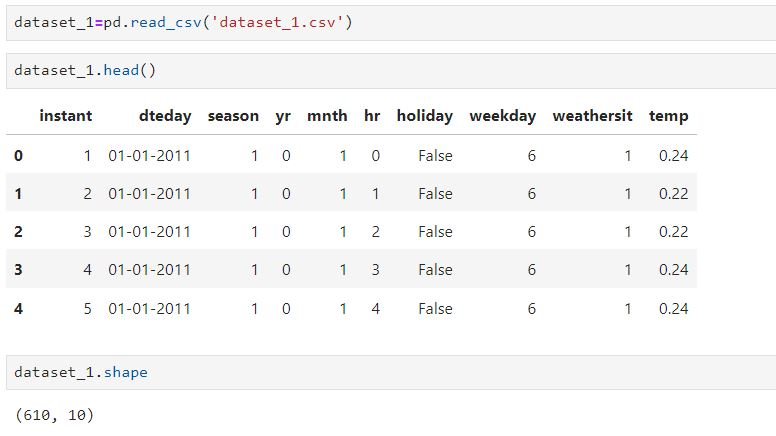 dataset_1=pd.read_csv('dataset_1.csv')
dataset_1.head()
instant dteday season yr mnth hr holiday weekday weathersit temp
0 1 01-01-2011 1 0 1 0 False 6 1 0.24
1 2 01-01-2011 1 0 1 1 False 6 1 0.22
2 3 01-01-2011 1 0 1 2 False 6 1 0.22
3 4 01-01-2011 1 0 1 3 False 6 1 0.24
4 5 01-01-2011 1 0 1 4 False 6 1 0.24
dataset_1.shape
(610, 10)